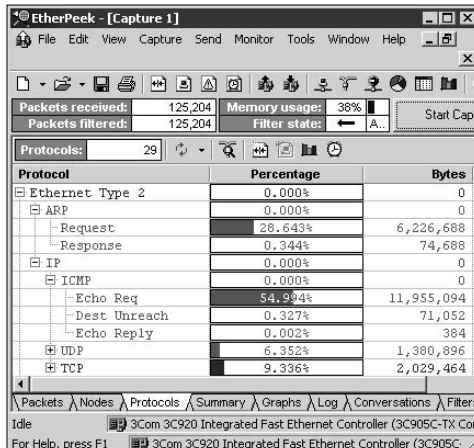 EtherPeek - [Capture 1]
File Edit View Capture Send Monitor Tools Window Help
Packets received: 125,204 Memory usage: 38%
Packets filtered: 125,204 Filter state: A..
Start Cap
Protocols: 29
Protocol Percentage Bytes
Ethernet Type 2 0.000% 0
ARP 0.000% 0
Request 28.643% 6,226,688
Response 0.344% 74,688
IP 0.000% 0
ICMP 0.000% 0
Echo Req 54.994% 11,955,094
Dest Unreach 0.327% 71,052
Echo Reply 0.002% 384
UDP 6.352% 1,380,896
TCP 9.336% 2,029,464
Packets Nodes Protocols Summary Graphs Log Conversations Filter
Idle 3Com 3C920 Integrated Fast Ethernet Controller (3C905C-TX Co
For Help, press F1 3Com 3C920 Integrated Fast Ethernet Controller (3C905C-